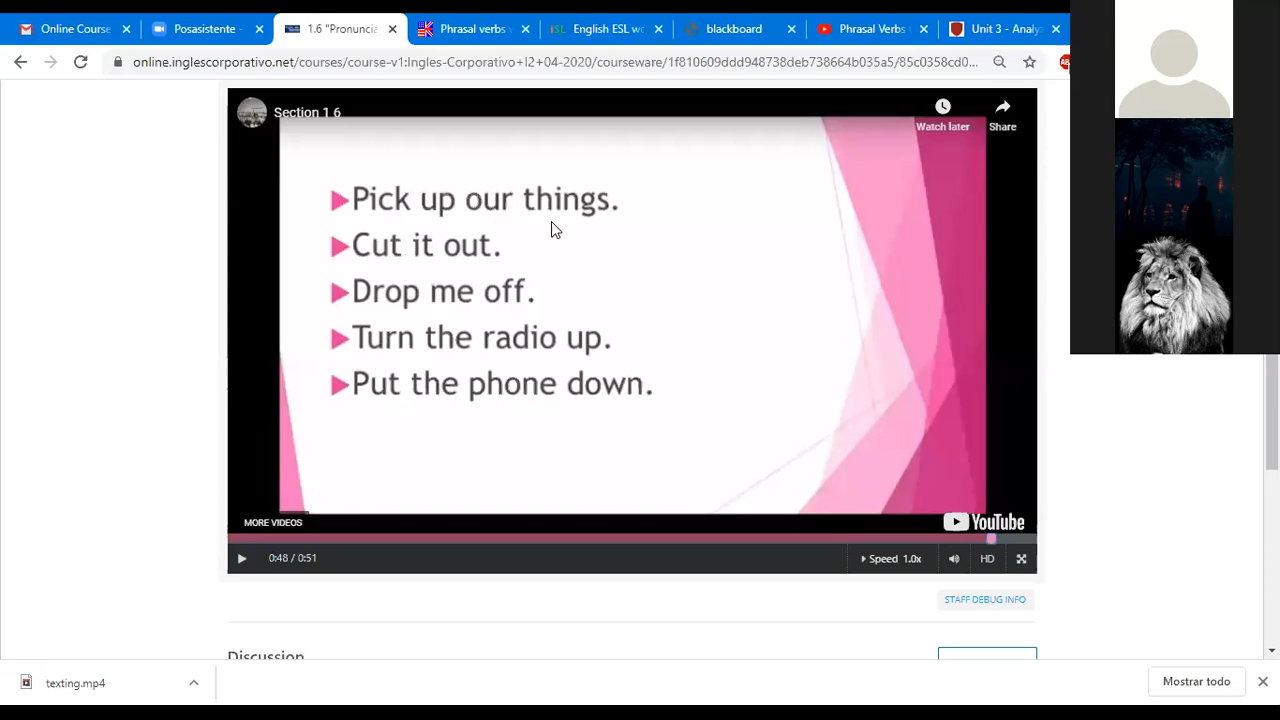 Online Course
Posasistente -
1.6 "Pronuncia
Phrasal verbs v
English ESL wo
blackboard
Phrasal Verbs
Unit 3 - Analy
online.inglescorporativo.net/courses/course-v1:Ingles-Corporativo+I2+04-2020/courseware/1f810609ddd948738deb738664b035a5/85c0358cd0...
Section 1 6
Watch later
Share
Pick up our things.
Cut it out.
Drop me off.
Turn the radio up.
Put the phone down.
MORE VIDEOS
YouTube
0:48 / 0:51
Speed 1.0x
HD
STAFF DEBUG INFO
Discussion
texting.mp4
Mostrar todo